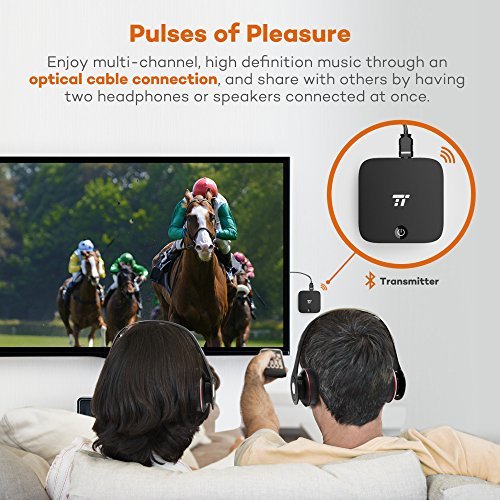 Pulses of Pleasure
Enjoy multi-channel, high definition music through an
optical cable connection, and share with others by having
two headphones or speakers connected at once.
TT
Transmitter